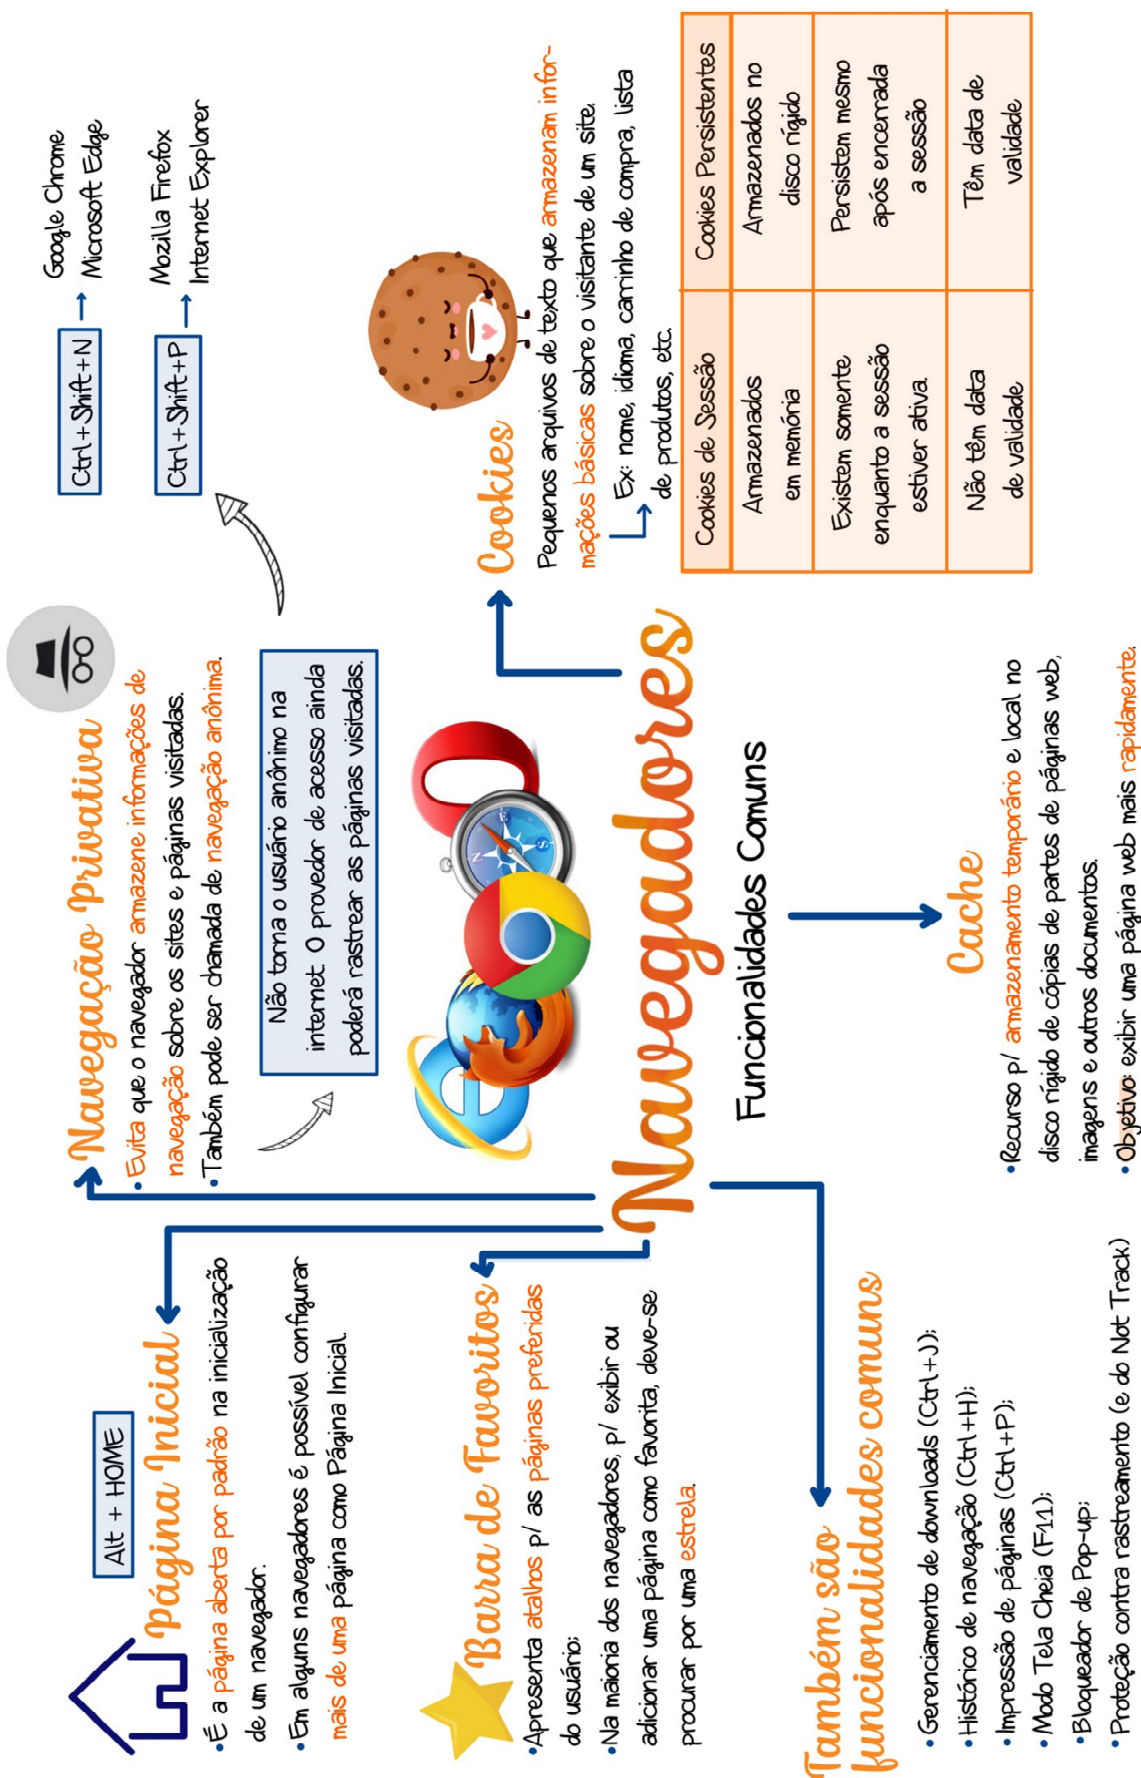 Alt + HOME
Página Inicial
• É a página aberta por padrão na inicialização
de um navegador.
• Em alguns navegadores é possível configurar
mais de uma página como Página Inicial.
Navegação Privativa
• Evita que o navegador armazene informações de
navegação sobre os sites e páginas visitadas.
• Também pode ser chamada de navegação anônima.
Não torna o usuário anônimo na
internet. O provedor de acesso ainda
poderá rastrear as páginas visitadas.
Ctrl+Shift+N
Google Chrome
Microsoft Edge
Ctrl+Shift+P
Mozilla Firefox
Internet Explorer
Barra de Favoritos
• Apresenta atalhos p/ as páginas preferidas
do usuário;
• Na maioria dos navegadores, p/ exibir ou
adicionar uma página como favorita, deve-se
procurar por uma estrela.
N
E
S
Navegadores
Funcionalidades Comuns
Cookies
Pequenos arquivos de texto que armazenam infor-
mações básicas sobre o visitante de um site.
Ex: nome, idioma, carrinho de compra, lista
de produtos, etc.
Cookies de Sessão
Cookies Persistentes
Armazenados
em memória
Armazenados no
disco rígido
Existem somente
enquanto a sessão
estiver ativa.
Persistem mesmo
após encerrada
a sessão
Não têm data
de validade
Têm data de
validade
Também são
funcionalidades comuns
• Gerenciamento de downloads (Ctrl+J);
• Histórico de navegação (Ctrl+H);
• Impressão de páginas (Ctrl+P);
• Modo Tela Cheia (F11);
• Bloqueador de Pop-up;
• Proteção contra rastreamento (e do Not Track)
Cache
• Recurso p/ armazenamento temporário e local no
disco rígido de cópias de partes de páginas web,
imagens e outros documentos.
• Objetivo: exibir uma página web mais rapidamente.